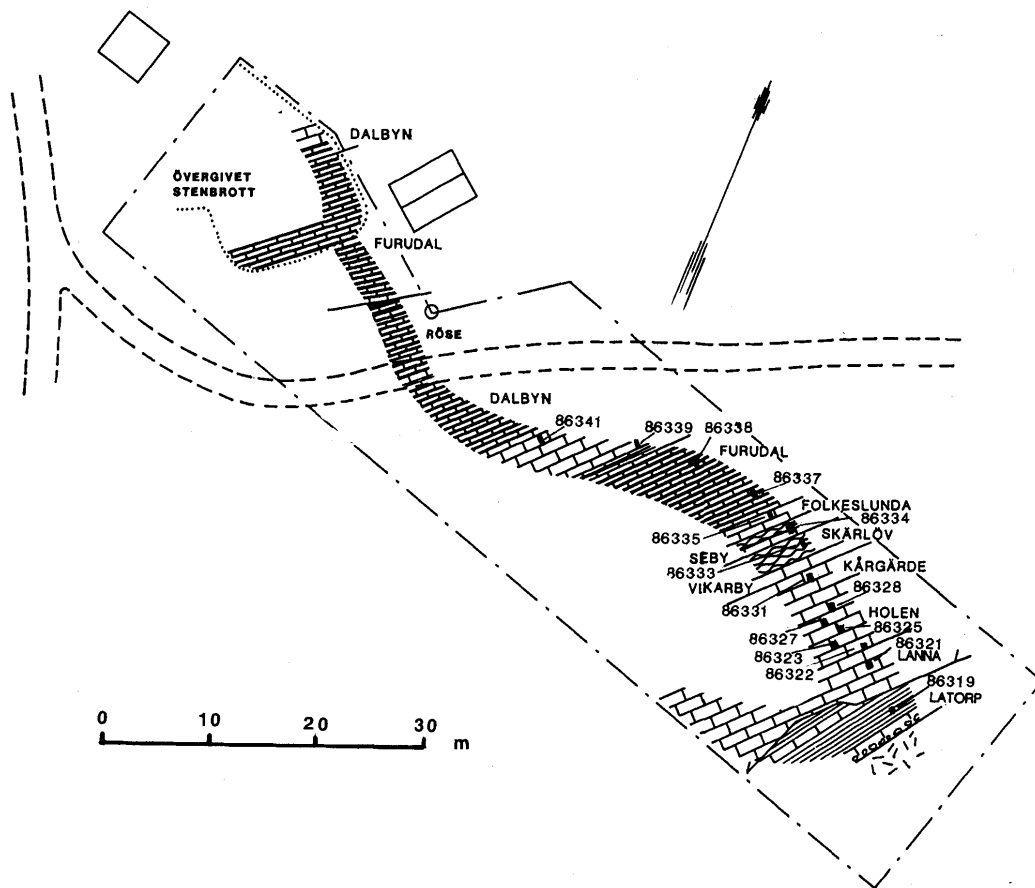 DALBYN
ÖVERGIVET
STENBROTT
FURUDAL
RÖSE
DALBYN
86341
86339
86338
FURUDAL
86337
FOLKESLUNDA
86334
86335
SKÄRLÖV
SEBY
86333
KÅRGÄRDE
VIKARBY
86331
86328
HOLEN
86325
86327
86321
86323
LANNA
86322
86319
LATORP
0 10 20 30 m